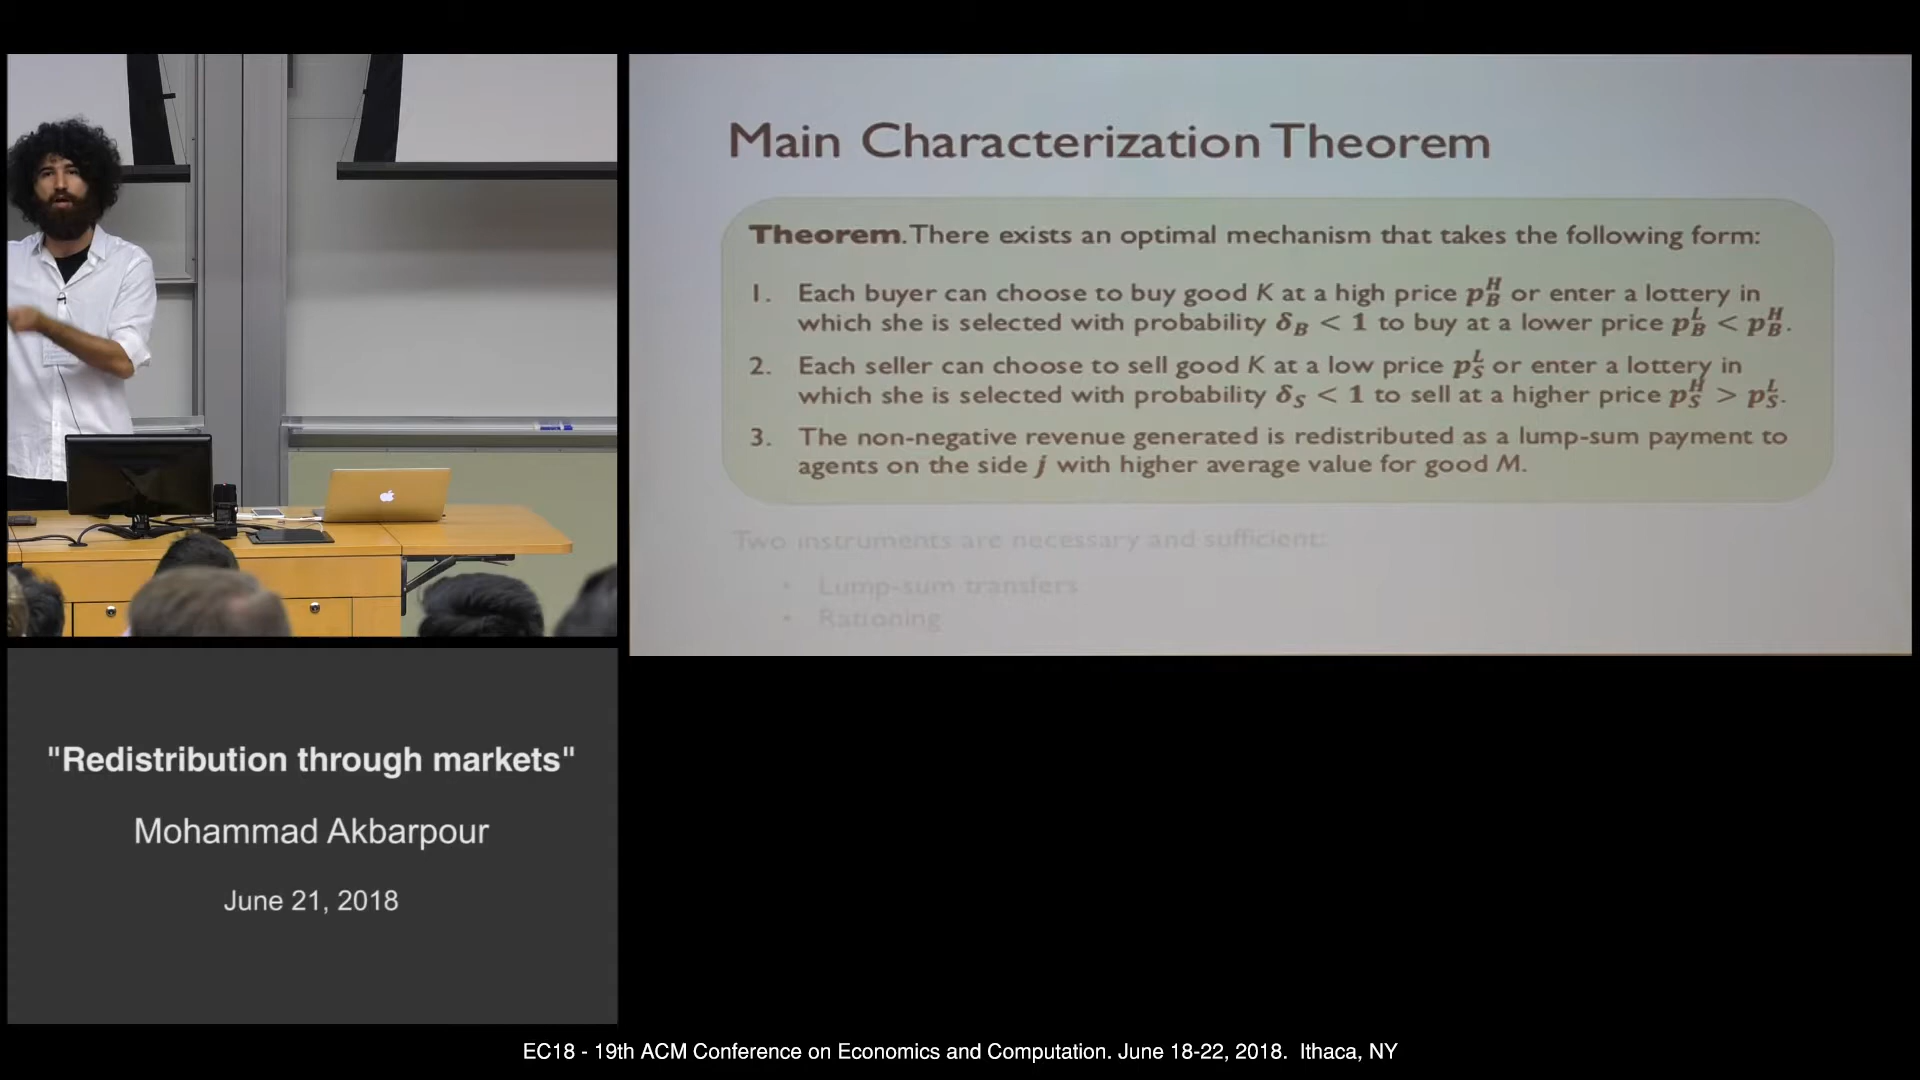 Main Characterization Theorem
Theorem. There exists an optimal mechanism that takes the following form:
1. Each buyer can choose to buy good K at a high price p_B^H or enter a lottery in
which she is selected with probability δ_B < 1 to buy at a lower price p_B^L < p_B^H.
2. Each seller can choose to sell good K at a low price p_S^L or enter a lottery in
which she is selected with probability δ_S < 1 to sell at a higher price p_S^H > p_S^L.
3. The non-negative revenue generated is redistributed as a lump-sum payment to
agents on the side j with higher average value for good M.
Two instruments are necessary and sufficient:
• Lump-sum transfers
• Rationing
"Redistribution through markets"
Mohammad Akbarpour
June 21, 2018
EC18 - 19th ACM Conference on Economics and Computation. June 18-22, 2018. Ithaca, NY